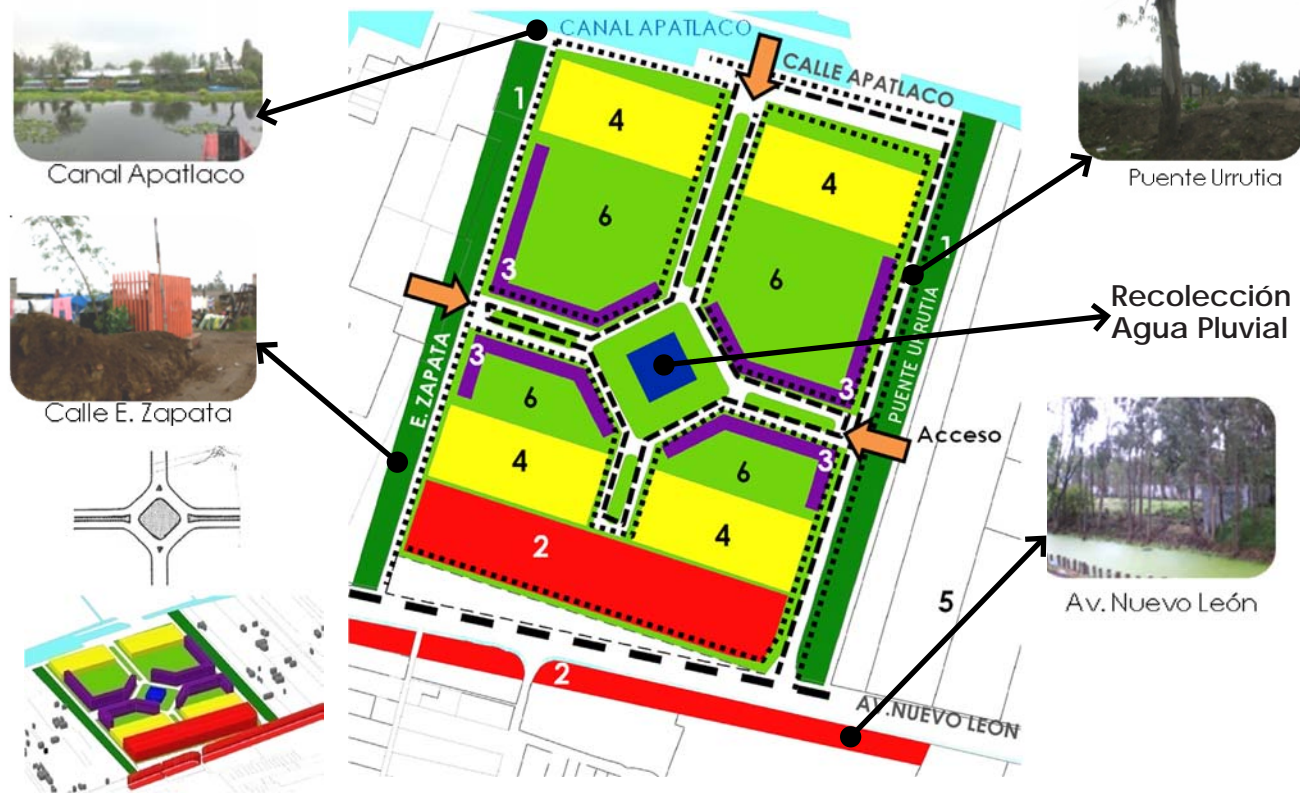 CANAL APATLACO
CALLE APATLACO
Canal Apatlaco
Puente Urrutia
1
4
4
1
6
6
3
Recolección
Agua Pluvial
PUENTE URRUTIA
E. ZAPATA
3
3
Calle E. Zapata
6
Acceso
3
6
4
4
2
5
Av. Nuevo León
2
AV. NUEVO LEON